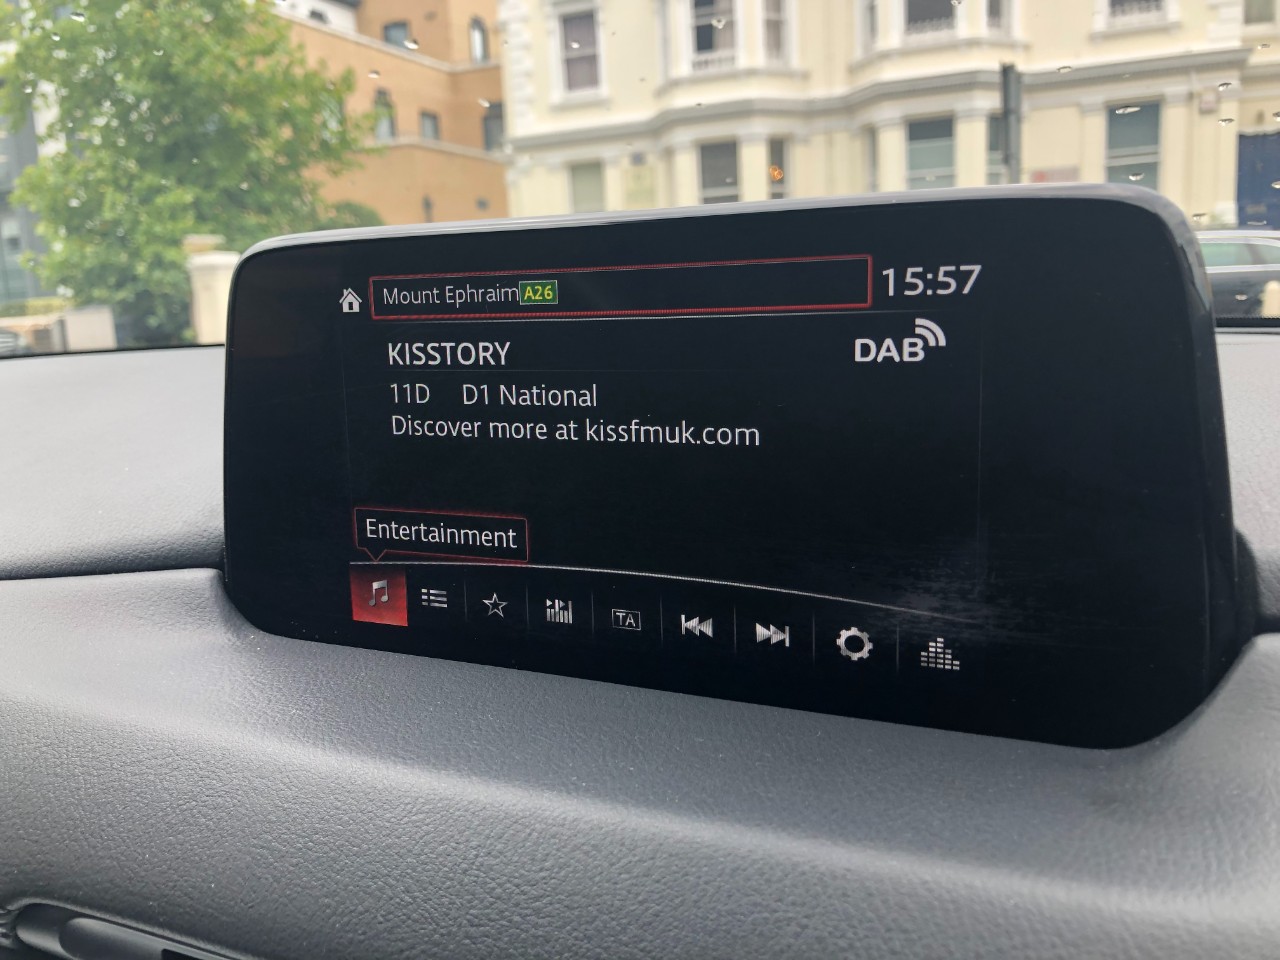 Mount Ephraim A26 15:57
KISSTORY DAB
11D D1 National
Discover more at kissfmuk.com
Entertainment
TA